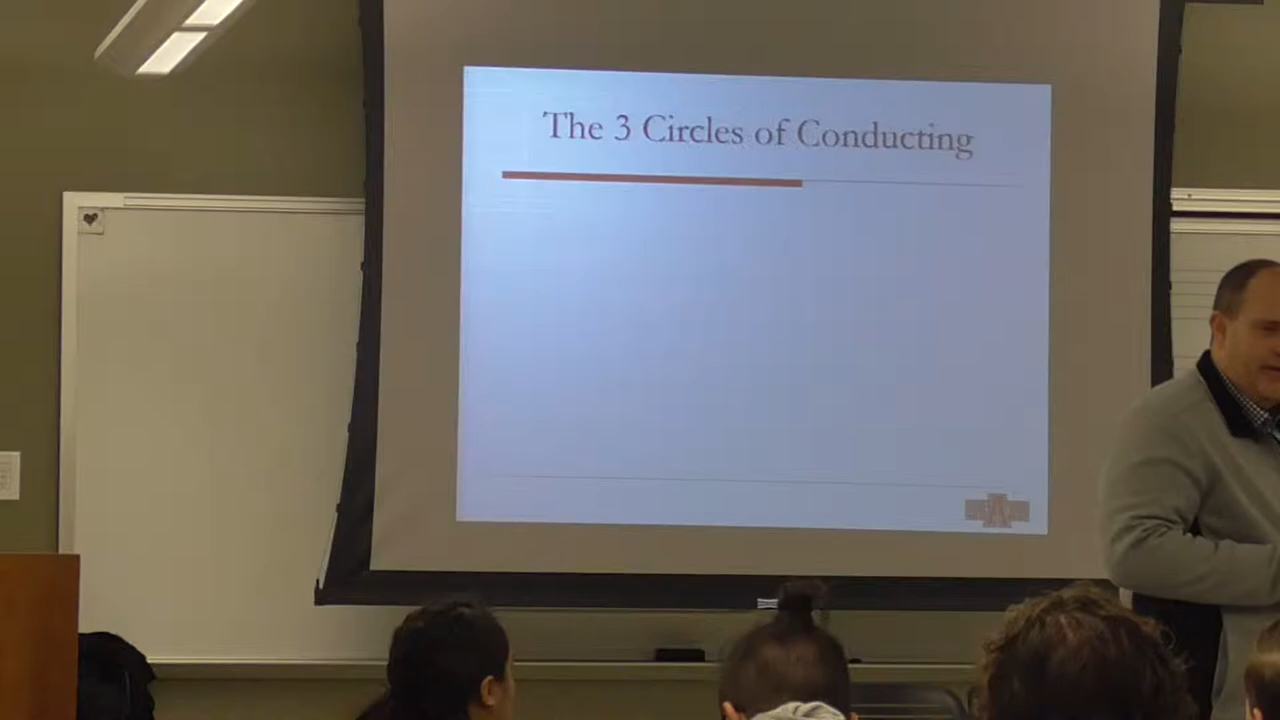 The 3 Circles of Conducting